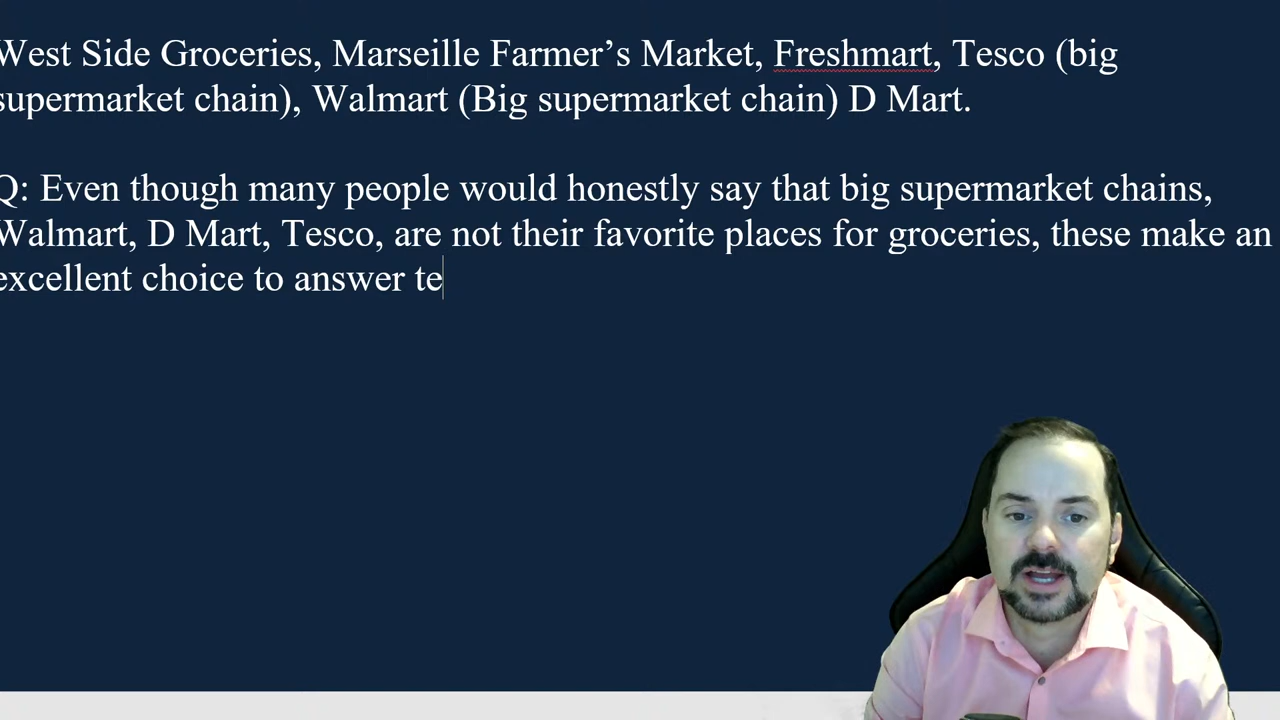 West Side Groceries, Marseille Farmer’s Market, Freshmart, Tesco (big
supermarket chain), Walmart (Big supermarket chain) D Mart.
Q: Even though many people would honestly say that big supermarket chains,
Walmart, D Mart, Tesco, are not their favorite places for groceries, these make an
excellent choice to answer te